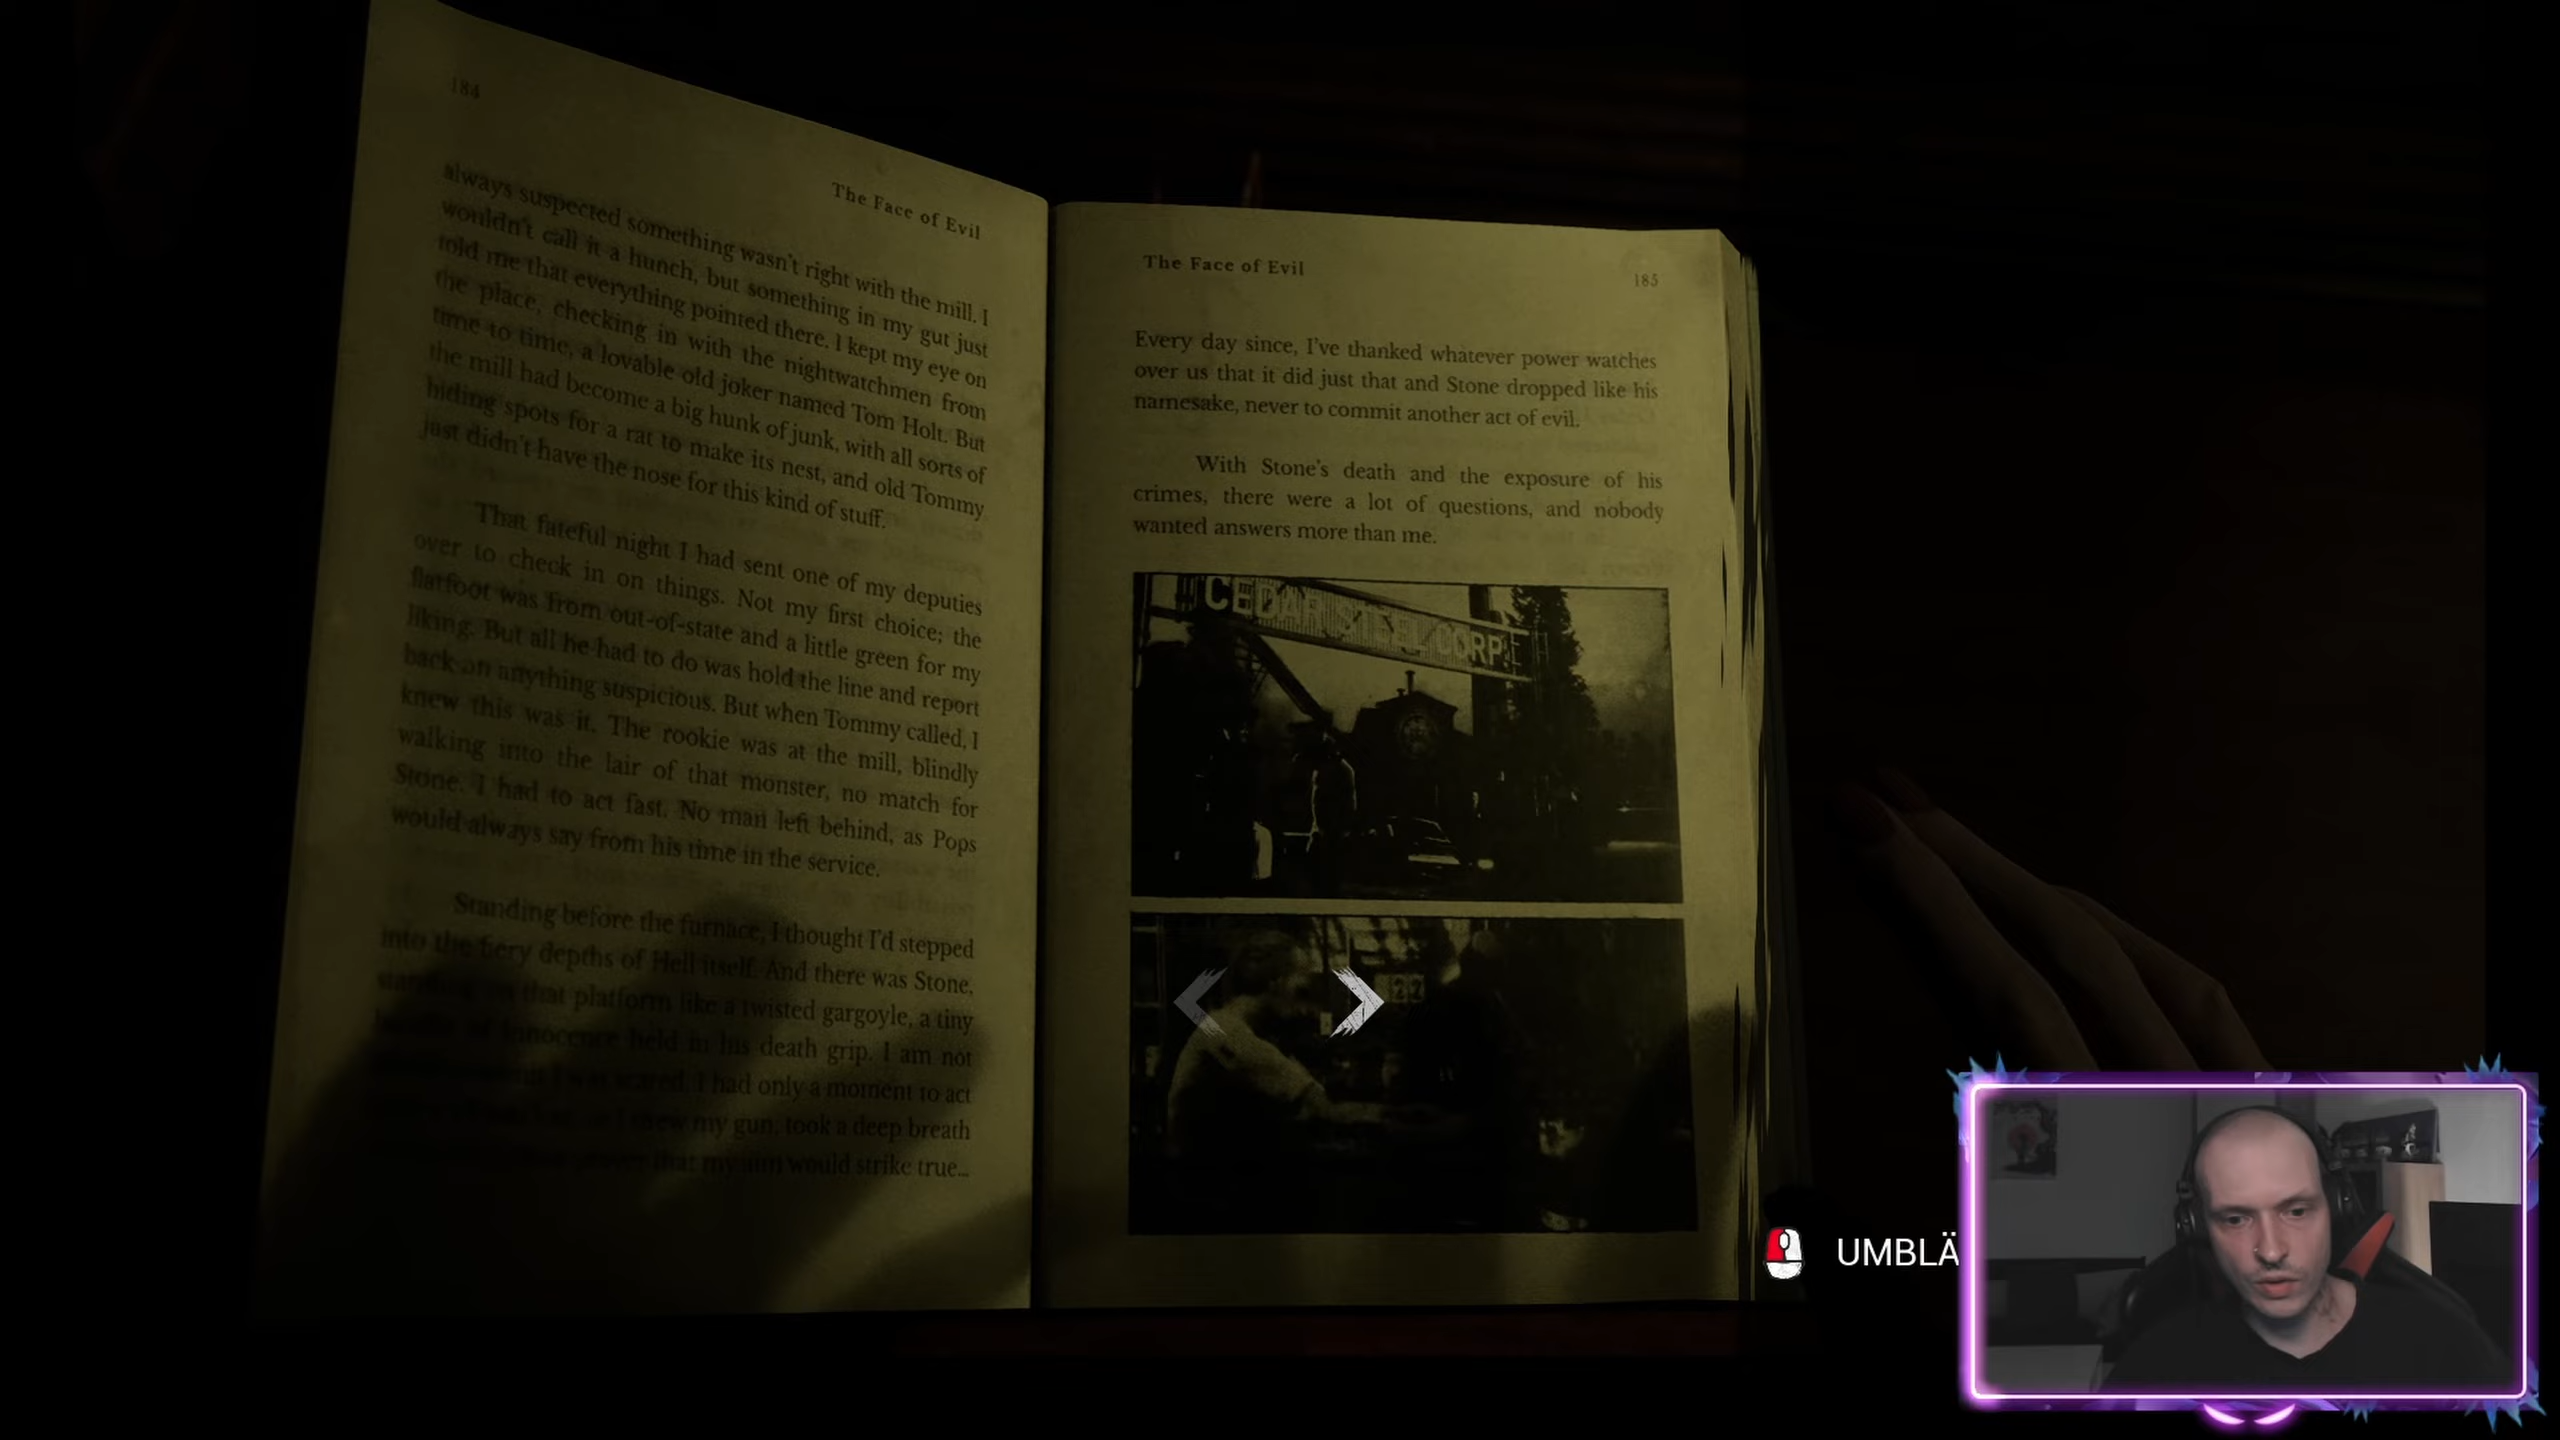 184
The Face of Evil
always suspected something wasn't right with the mill. I
wouldn't call it a hunch, but something in my gut just
told me that everything pointed there. I kept my eye on
the place, checking in with the nightwatchmen from
time to time, a lovable old joker named Tom Holt. But
the mill had become a big hunk of junk, with all sorts of
hiding spots for a rat to make its nest, and old Tommy
just didn't have the nose for this kind of stuff.
That fateful night I had sent one of my deputies
over to check in on things. Not my first choice; the
flatfoot was from out-of-state and a little green for my
liking. But all he had to do was hold the line and report
back on anything suspicious. But when Tommy called, I
knew this was it. The rookie was at the mill, blindly
walking into the lair of that monster, no match for
Stone. I had to act fast. No man left behind, as Pops
would always say from his time in the service.
Standing before the furnace, I thought I'd stepped
into the fiery depths of Hell itself. And there was Stone,
that platform like a twisted gargoyle, a tiny
of innocence held in his death grip. I am not
I was scared. I had only a moment to act
drew my gun, took a deep breath
that my aim would strike true...
The Face of Evil
185
Every day since, I've thanked whatever power watches
over us that it did just that and Stone dropped like his
namesake, never to commit another act of evil.
With Stone's death and the exposure of his
crimes, there were a lot of questions, and nobody
wanted answers more than me.
CEDAR STEEL CORP.
22
UMBLÄ